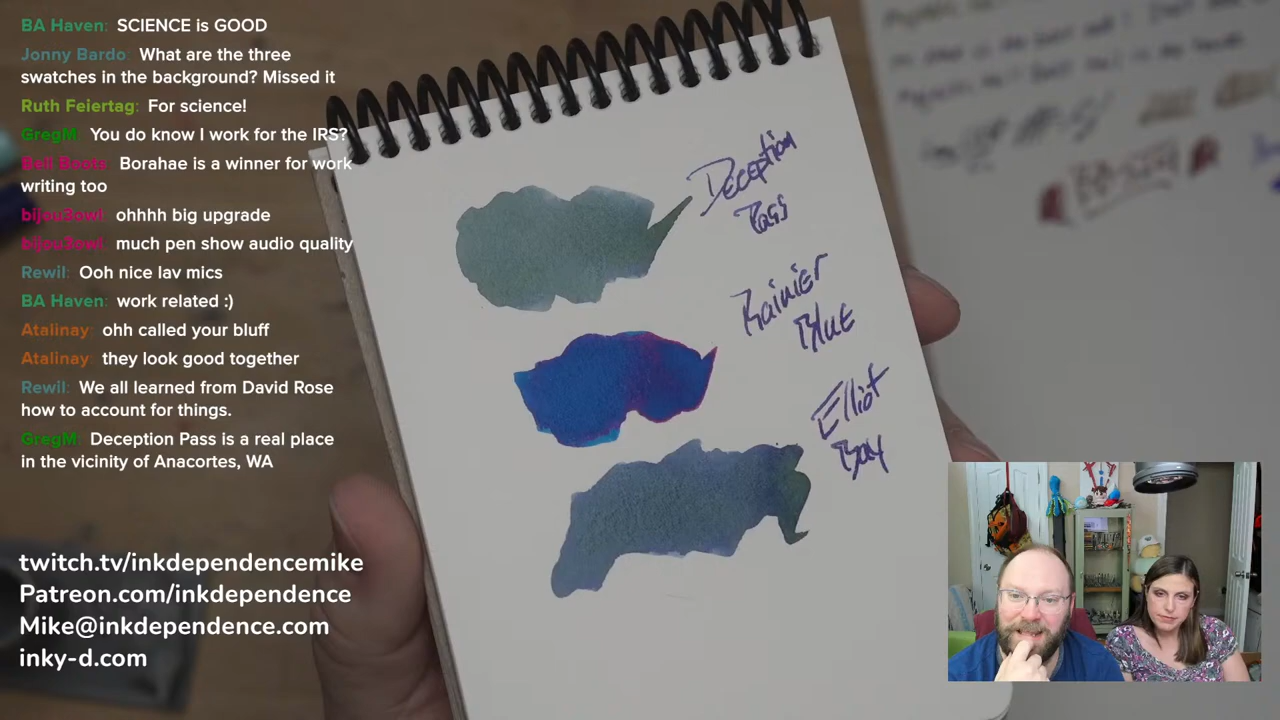 BA Haven: SCIENCE is GOOD
Jonny Bardo: What are the three
swatches in the background? Missed it
Ruth Feiertag: For science!
GregM: You do know I work for the IRS?
Bell Boots: Borahae is a winner for work
writing too
bijou3owl: ohhhh big upgrade
bijou3owl: much pen show audio quality
Rewil: Ooh nice lav mics
BA Haven: work related :)
Atalinay: ohh called your bluff
Atalinay: they look good together
Rewil: We all learned from David Rose
how to account for things.
GregM: Deception Pass is a real place
in the vicinity of Anacortes, WA
twitch.tv/inkdependencemike
Patreon.com/inkdependence
Mike@inkdependence.com
inky-d.com
Deception
Pass
Rainier
Blue
Elliot
Bay